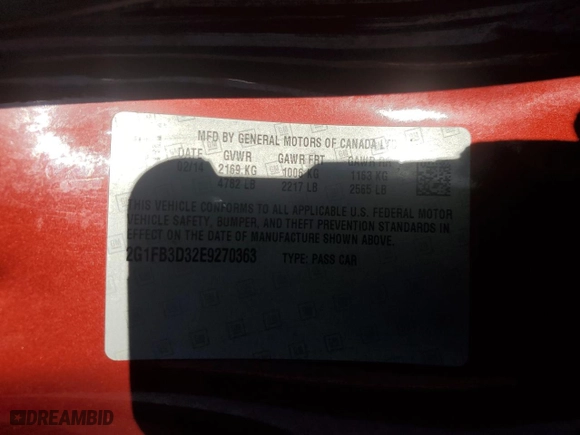 MFD BY GENERAL MOTORS OF CANADA LTD
DATE GVWR GAWR FRT GAWR RR
02/14 2169 KG 1006 KG 1163 KG
4782 LB 2217 LB 2565 LB
THIS VEHICLE CONFORMS TO ALL APPLICABLE U.S. FEDERAL MOTOR
VEHICLE SAFETY, BUMPER, AND THEFT PREVENTION STANDARDS IN
EFFECT ON THE DATE OF MANUFACTURE SHOWN ABOVE.
2G1FB3D32E9270363 TYPE: PASS CAR
DREAMBID